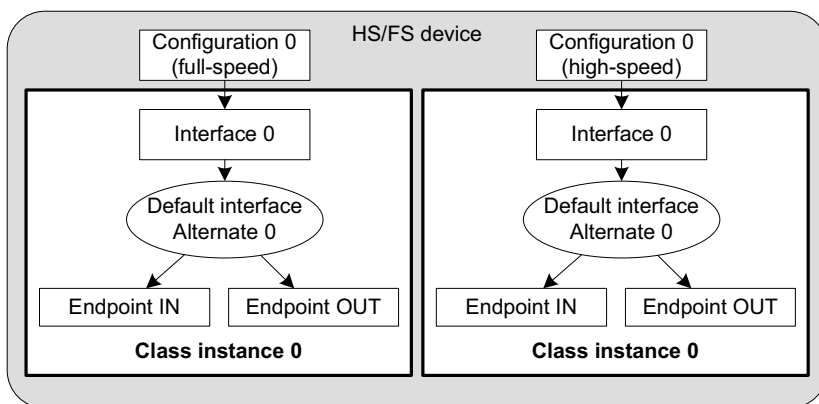 HS/FS device
Configuration 0
(full-speed)
Interface 0
Default interface
Alternate 0
Endpoint IN
Endpoint OUT
Class instance 0
Configuration 0
(high-speed)
Interface 0
Default interface
Alternate 0
Endpoint IN
Endpoint OUT
Class instance 0